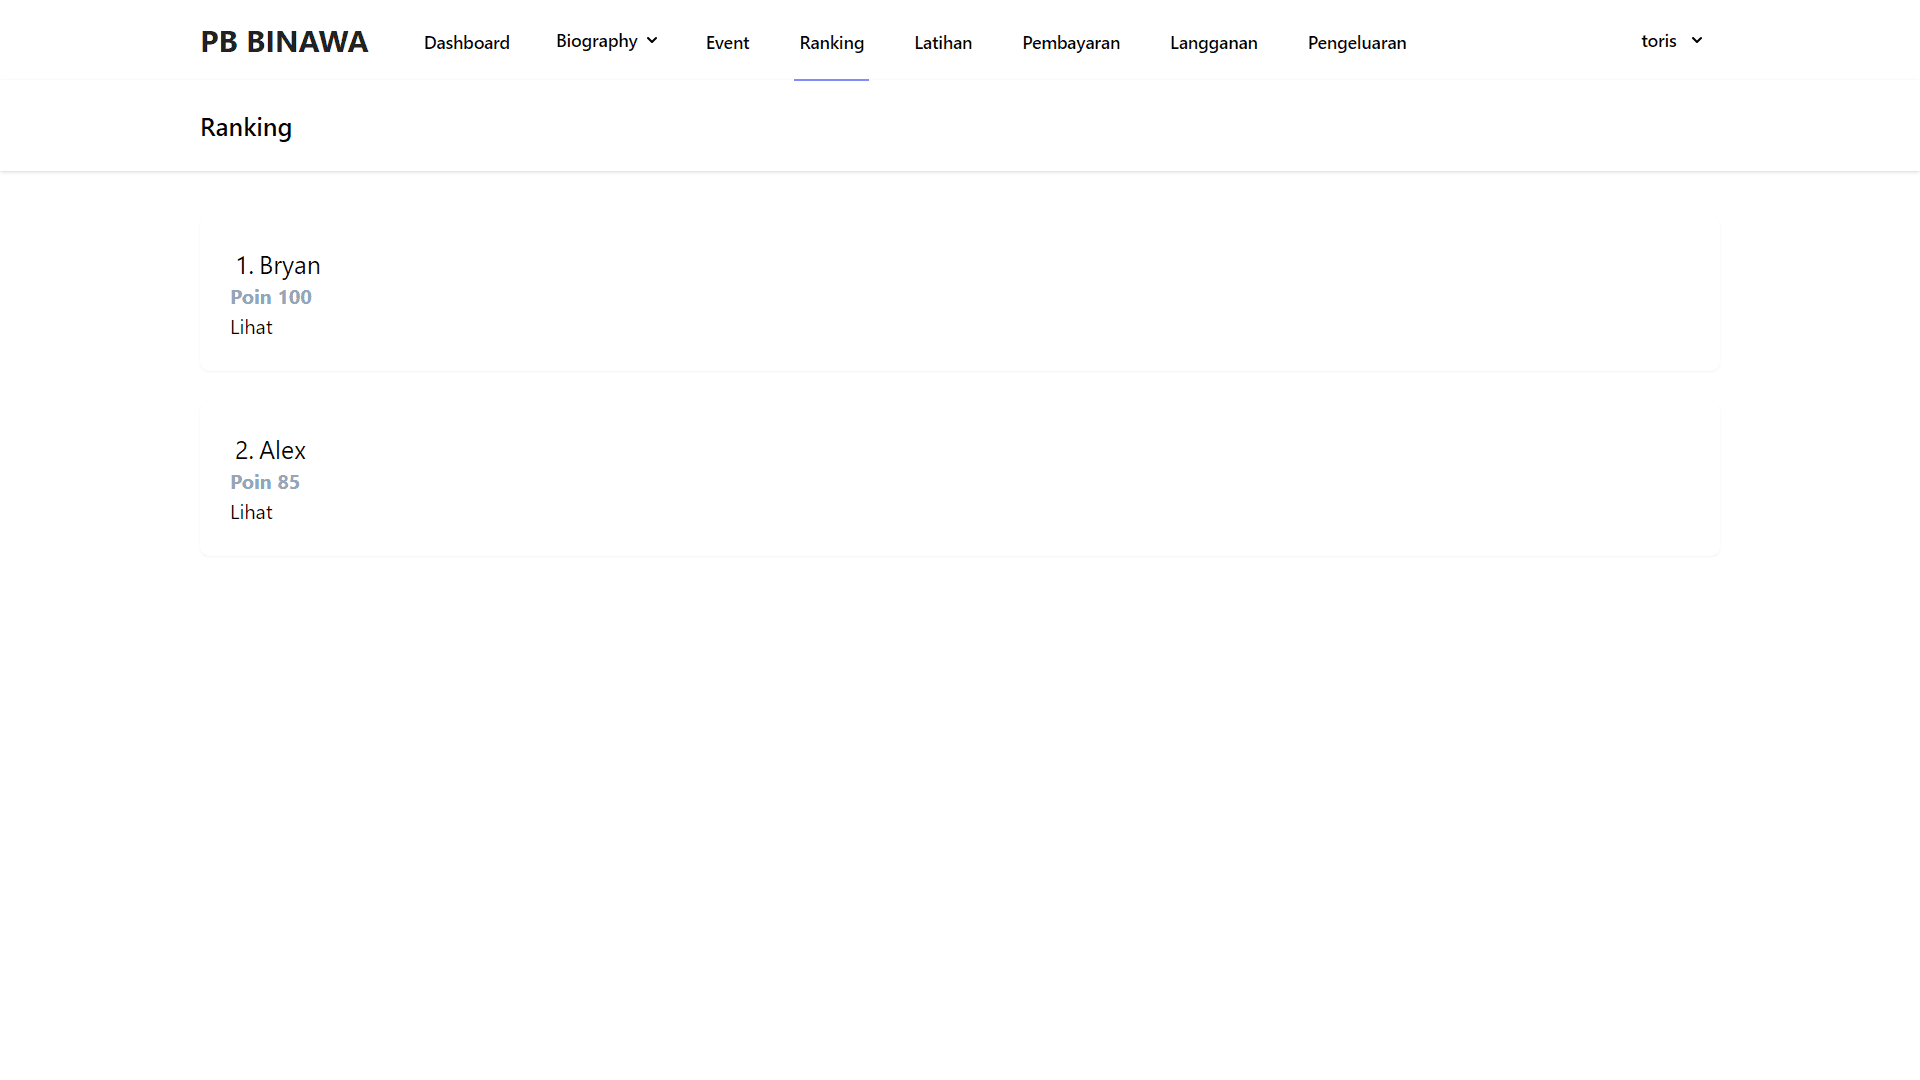 PB BINAWA Dashboard Biography Event Ranking Latihan Pembayaran Langganan Pengeluaran toris
Ranking
1. Bryan
Poin 100
Lihat
2. Alex
Poin 85
Lihat